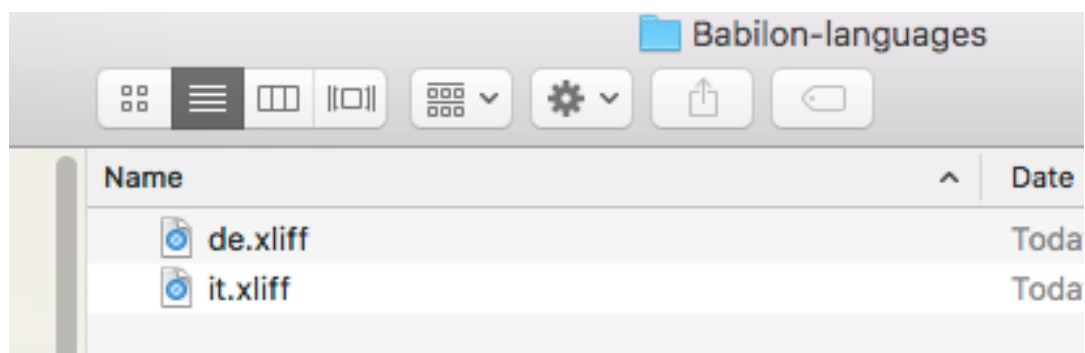 Babilon-languages
Name Date
de.xliff Toda
it.xliff Toda